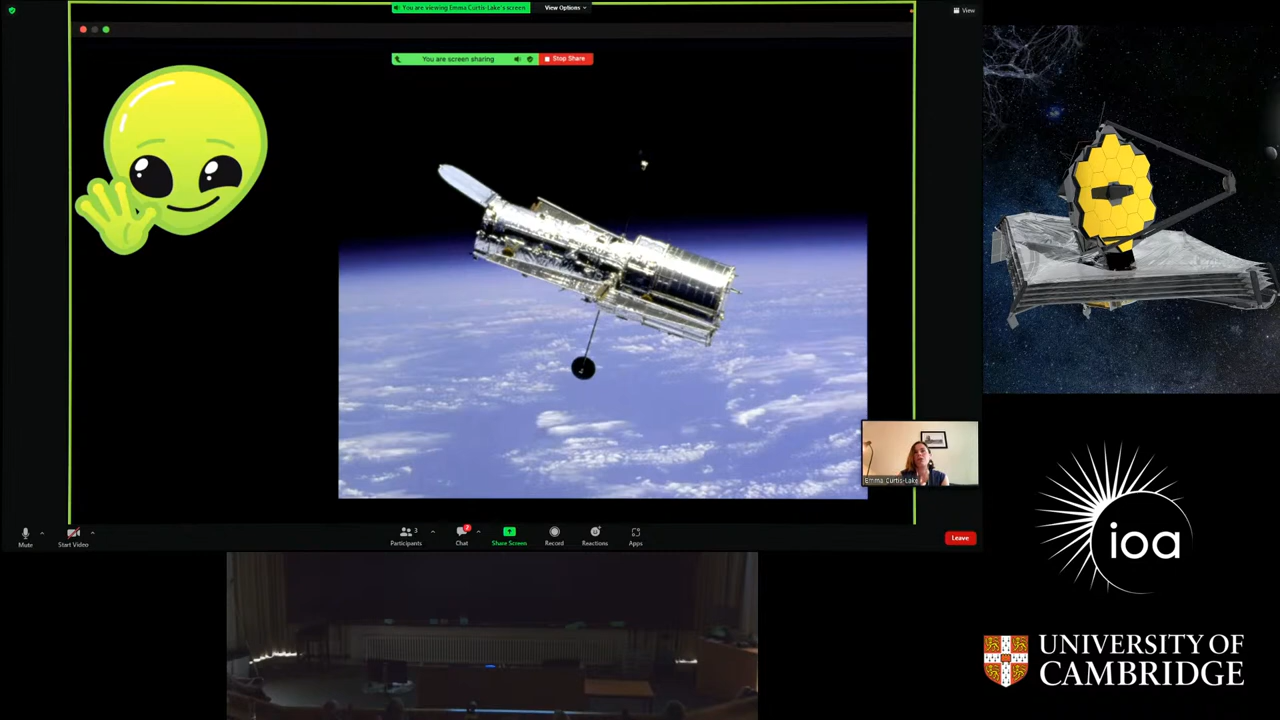 You are viewing Emma Curtis-Lake's screen
View Options
View
You are screen sharing
Stop Share
Emma Curtis-Lake
Mute
Start Video
Participants
3
Chat
Share Screen
Record
Reactions
Apps
Leave
ioa
UNIVERSITY OF
CAMBRIDGE